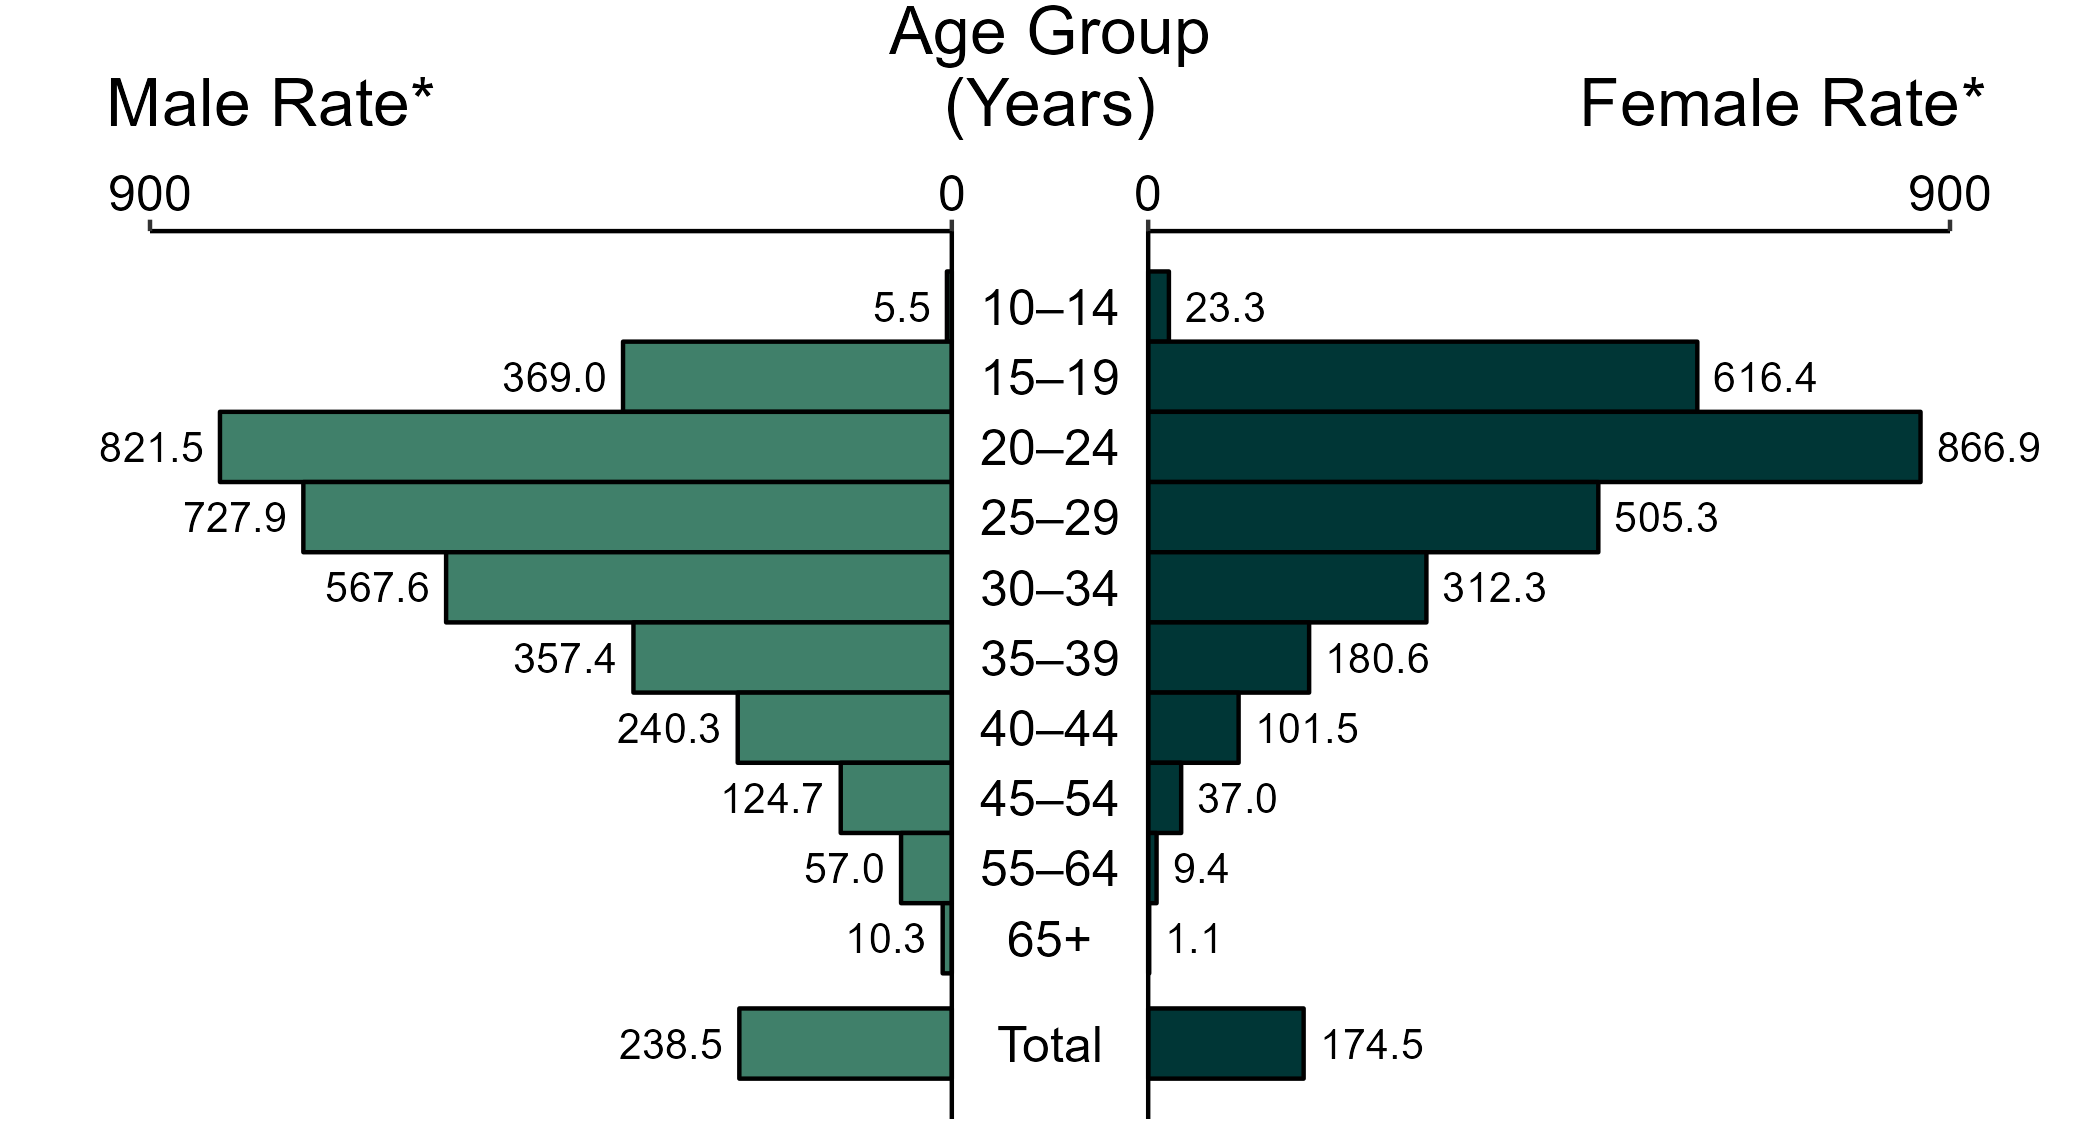 Age Group
(Years)
Male Rate*
Female Rate*
900 0 0 900
5.5 10–14 23.3
369.0 15–19 616.4
821.5 20–24 866.9
727.9 25–29 505.3
567.6 30–34 312.3
357.4 35–39 180.6
240.3 40–44 101.5
124.7 45–54 37.0
57.0 55–64 9.4
10.3 65+ 1.1
238.5 Total 174.5